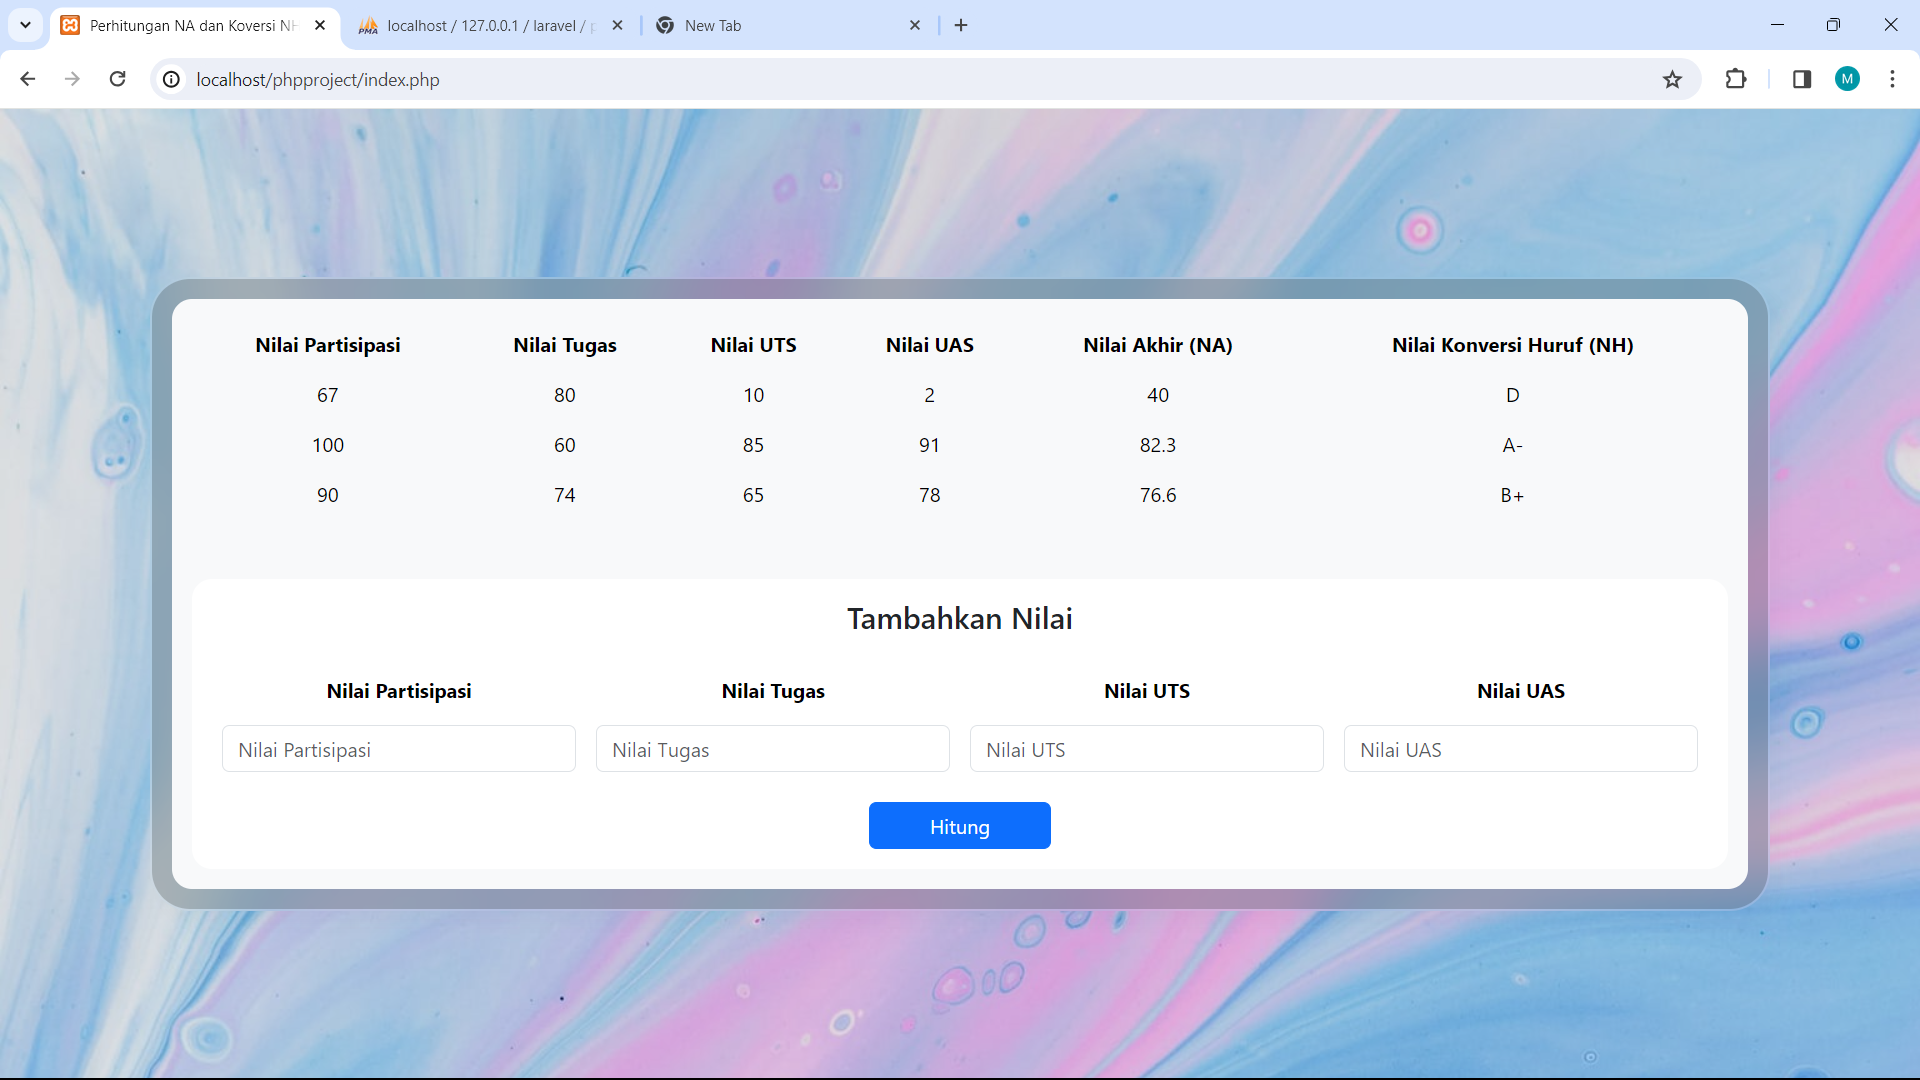 Perhitungan NA dan Koversi NH
localhost / 127.0.0.1 / laravel / p
New Tab
localhost/phpproject/index.php
M
Nilai Partisipasi Nilai Tugas Nilai UTS Nilai UAS Nilai Akhir (NA) Nilai Konversi Huruf (NH)
67 80 10 2 40 D
100 60 85 91 82.3 A-
90 74 65 78 76.6 B+
Tambahkan Nilai
Nilai Partisipasi Nilai Tugas Nilai UTS Nilai UAS
Nilai Partisipasi Nilai Tugas Nilai UTS Nilai UAS
Hitung